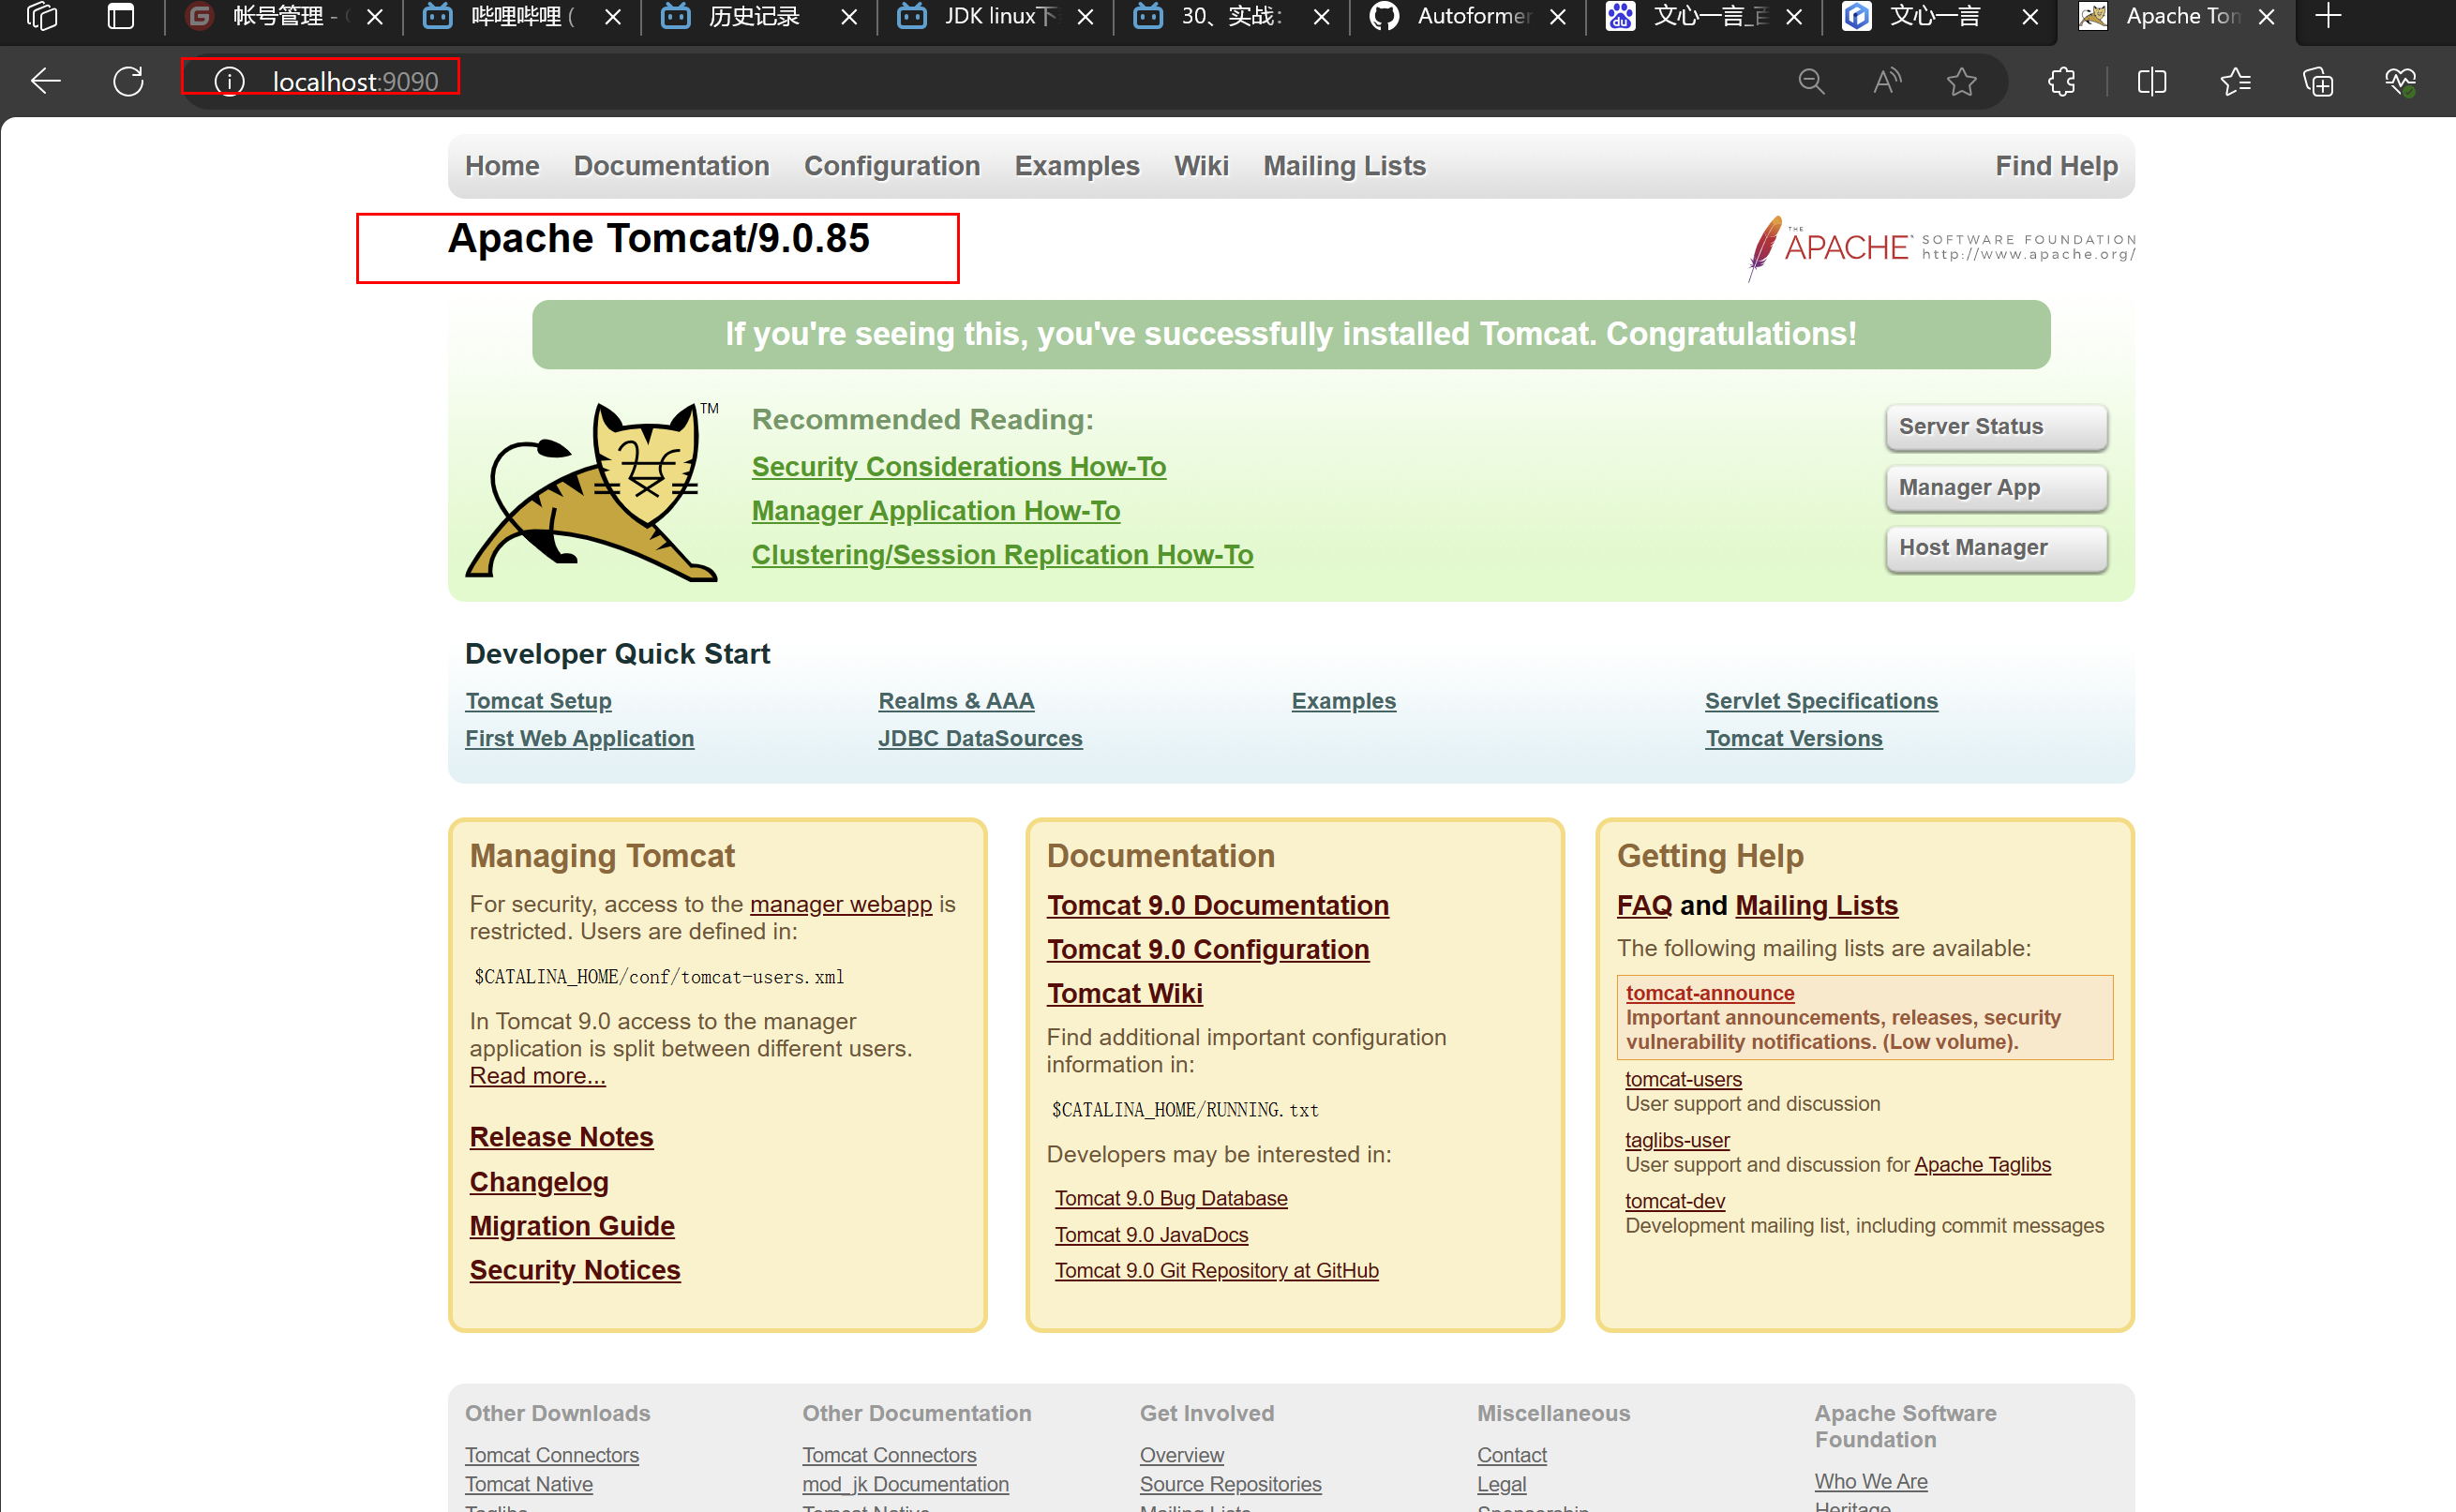 帐号管理 -
哔哩哔哩 (
历史记录
JDK linux下
30、实战：
Autoformer
文心一言_百
文心一言
Apache Tom
localhost:9090
Home Documentation Configuration Examples Wiki Mailing Lists Find Help
Apache Tomcat/9.0.85
THE APACHE SOFTWARE FOUNDATION
http://www.apache.org/
If you're seeing this, you've successfully installed Tomcat. Congratulations!
TM
Recommended Reading:
Security Considerations How-To
Manager Application How-To
Clustering/Session Replication How-To
Server Status
Manager App
Host Manager
Developer Quick Start
Tomcat Setup
First Web Application
Realms & AAA
JDBC DataSources
Examples
Servlet Specifications
Tomcat Versions
Managing Tomcat
For security, access to the manager webapp is
restricted. Users are defined in:
$CATALINA_HOME/conf/tomcat-users.xml
In Tomcat 9.0 access to the manager
application is split between different users.
Read more...
Release Notes
Changelog
Migration Guide
Security Notices
Documentation
Tomcat 9.0 Documentation
Tomcat 9.0 Configuration
Tomcat Wiki
Find additional important configuration
information in:
$CATALINA_HOME/RUNNING.txt
Developers may be interested in:
Tomcat 9.0 Bug Database
Tomcat 9.0 JavaDocs
Tomcat 9.0 Git Repository at GitHub
Getting Help
FAQ and Mailing Lists
The following mailing lists are available:
tomcat-announce
Important announcements, releases, security
vulnerability notifications. (Low volume).
tomcat-users
User support and discussion
taglibs-user
User support and discussion for Apache Taglibs
tomcat-dev
Development mailing list, including commit messages
Other Downloads
Tomcat Connectors
Tomcat Native
Taglibs
Other Documentation
Tomcat Connectors
mod_jk Documentation
Tomcat Native
Get Involved
Overview
Source Repositories
Mailing Lists
Miscellaneous
Contact
Legal
Sponsorship
Apache Software
Foundation
Who We Are
Heritage